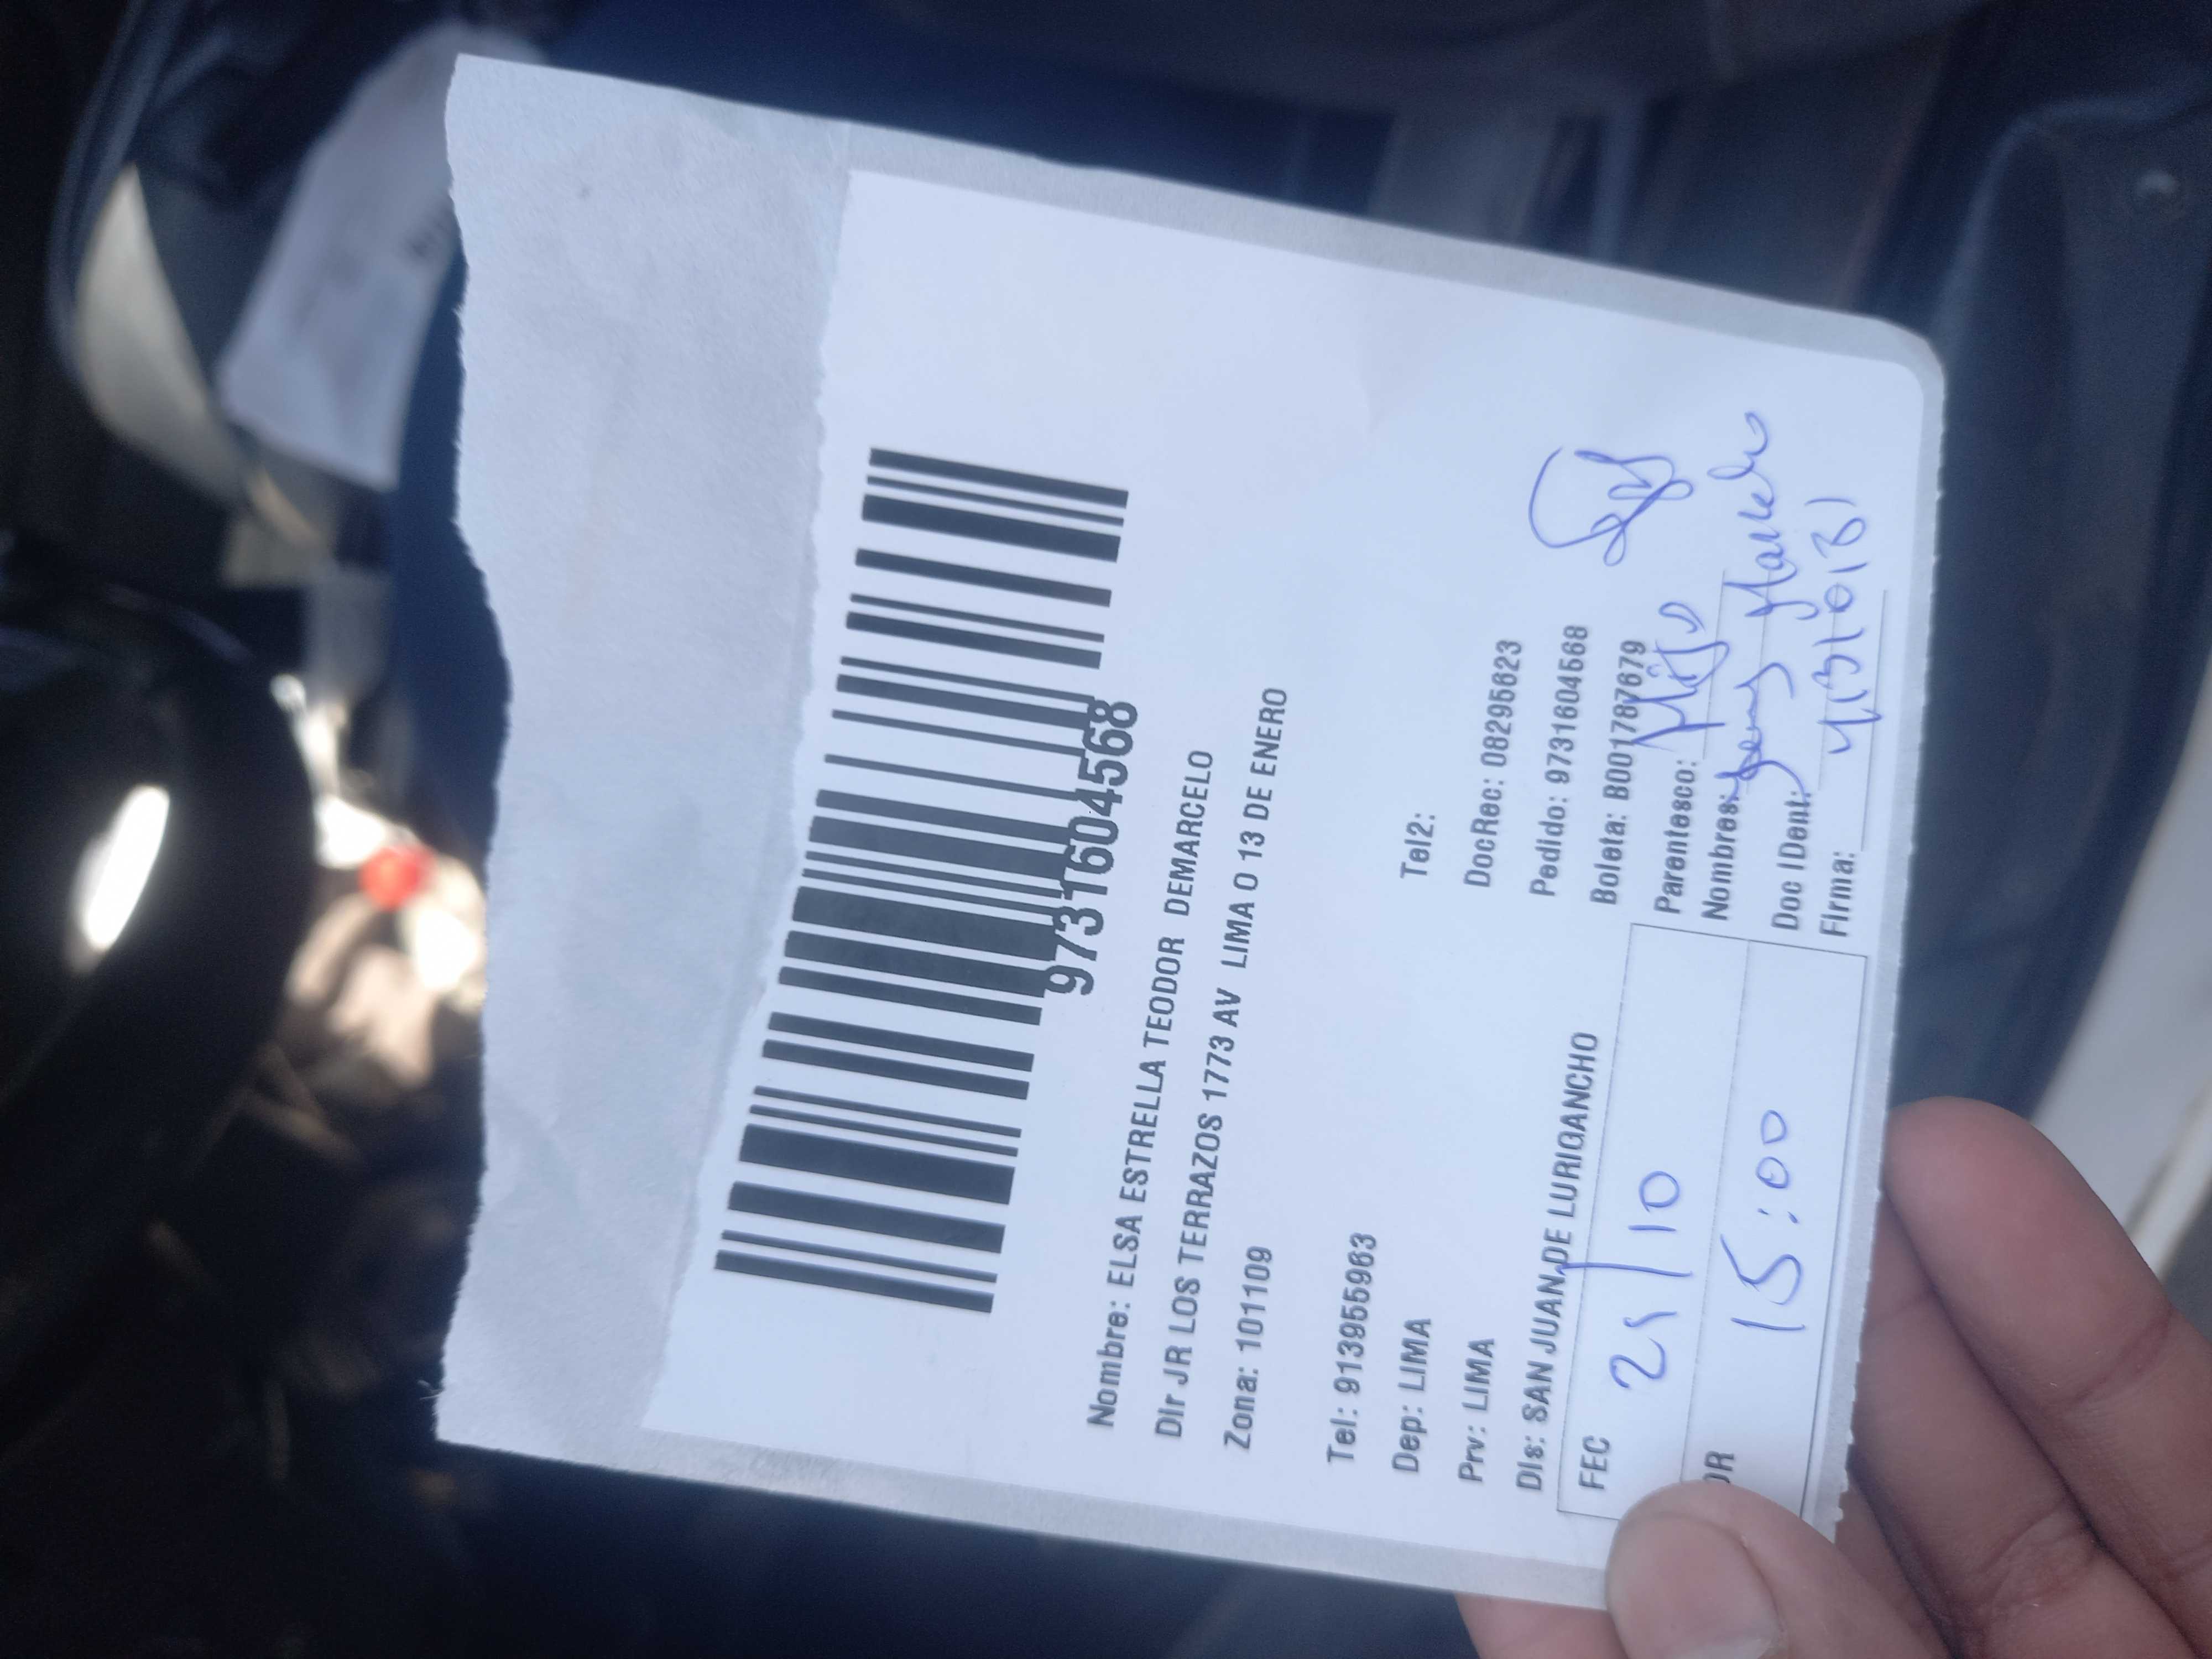 9731604568
Nombre: ELSA ESTRELLA TEODOR DEMARCELO
Dir JR LOS TERRAZOS 1773 AV LIMA O 13 DE ENERO
Zona: 101109
Tel: 913955963
Tel2:
Dep: LIMA
DocRec: 08295623
Prv: LIMA
Pedido: 9731604568
Dis: SAN JUAN DE LURIGANCHO
Boleta: B001787679
FEC
Parentesco: Hijo
Nombres:
15:00
Doc IDent:
Firma: